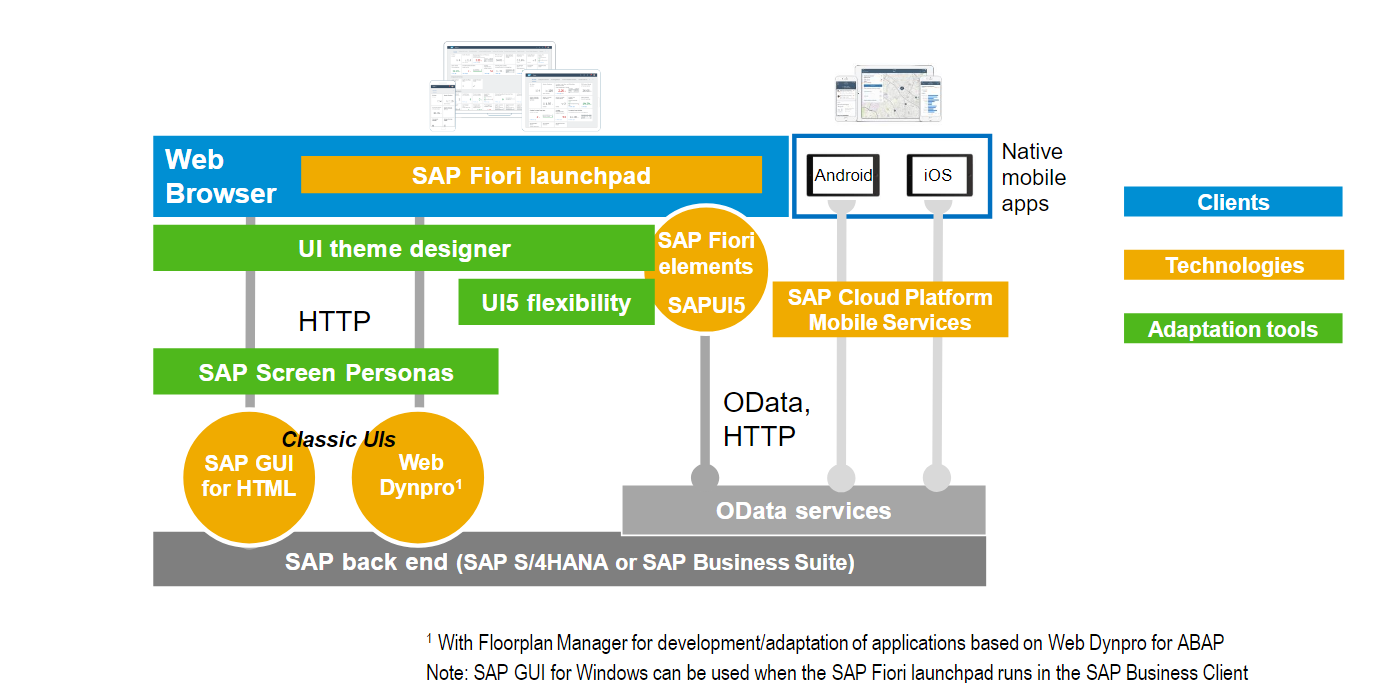 Web
Browser
SAP Fiori launchpad
Android
iOS
Native
mobile
apps
Clients
Technologies
Adaptation tools
UI theme designer
SAP Fiori
elements
SAPUI5
UI5 flexibility
SAP Cloud Platform
Mobile Services
HTTP
SAP Screen Personas
OData,
HTTP
Classic UIs
SAP GUI
for HTML
Web
Dynpro¹
OData services
SAP back end (SAP S/4HANA or SAP Business Suite)
¹ With Floorplan Manager for development/adaptation of applications based on Web Dynpro for ABAP
Note: SAP GUI for Windows can be used when the SAP Fiori launchpad runs in the SAP Business Client